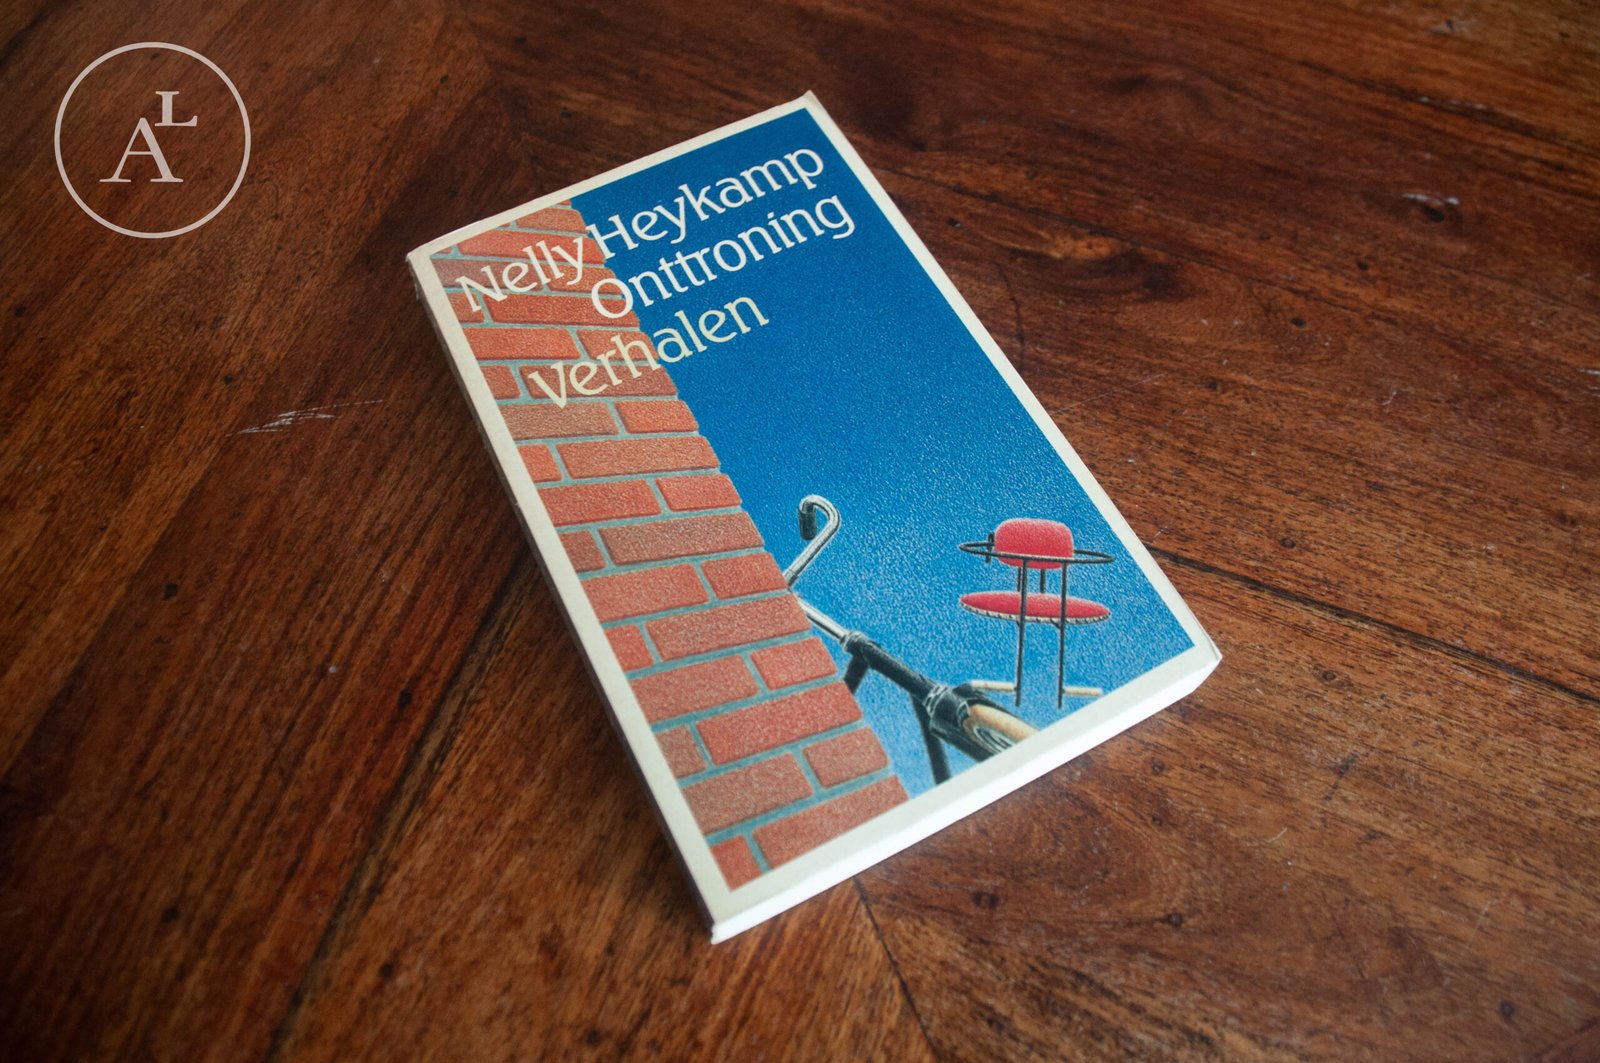 AL
Nelly Heykamp
Onttroning
verhalen